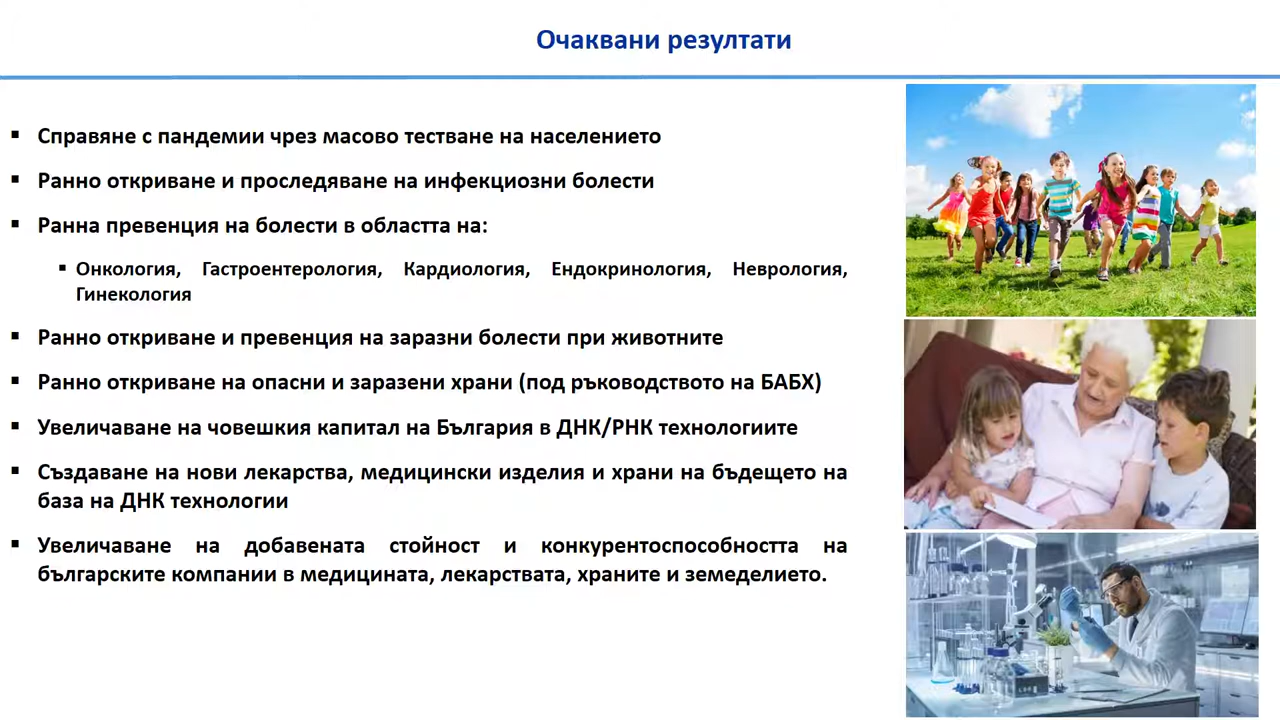 Очаквани резултати
▪ Справяне с пандемии чрез масово тестване на населението
▪ Ранно откриване и проследяване на инфекциозни болести
▪ Ранна превенция на болести в областта на:
▪ Онкология, Гастроентерология, Кардиология, Ендокринология, Неврология,
Гинекология
▪ Ранно откриване и превенция на заразни болести при животните
▪ Ранно откриване на опасни и заразени храни (под ръководството на БАБХ)
▪ Увеличаване на човешкия капитал на България в ДНК/РНК технологиите
▪ Създаване на нови лекарства, медицински изделия и храни на бъдещето на
база на ДНК технологии
▪ Увеличаване на добавената стойност и конкурентоспособността на
българските компании в медицината, лекарствата, храните и земеделието.